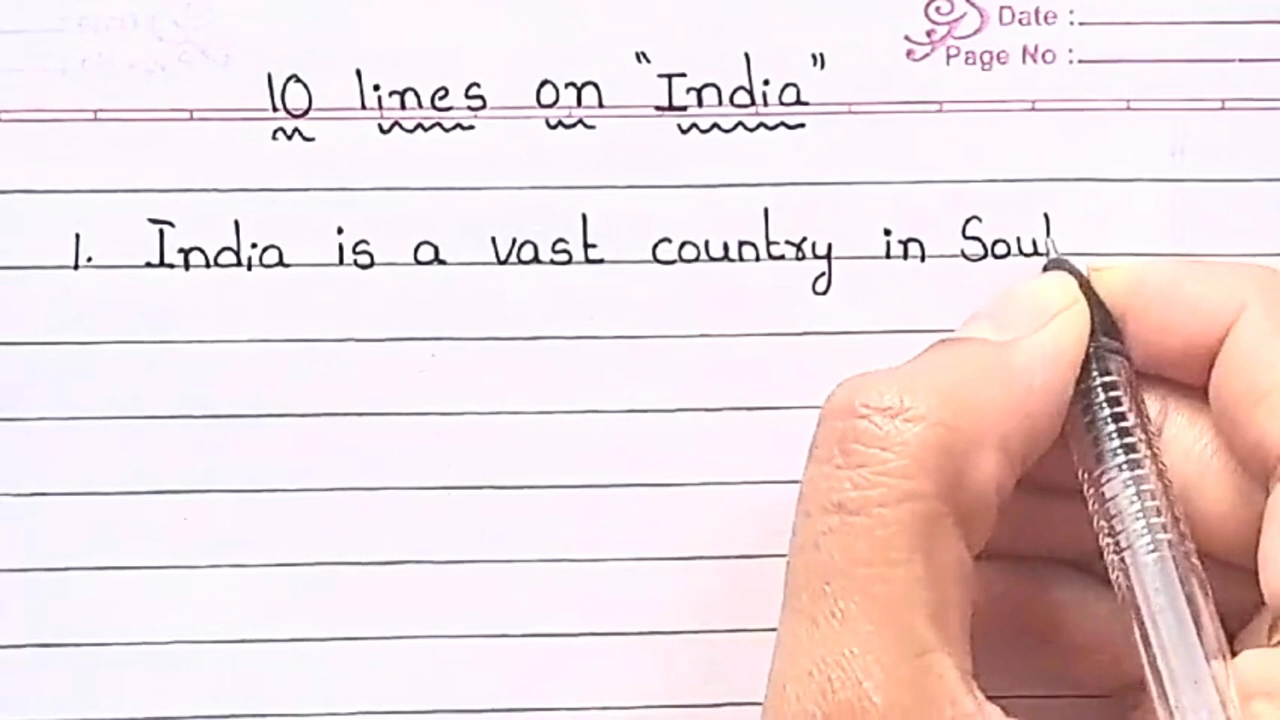 Date :
Page No :
10 lines on "India"
1. India is a vast country in Sou